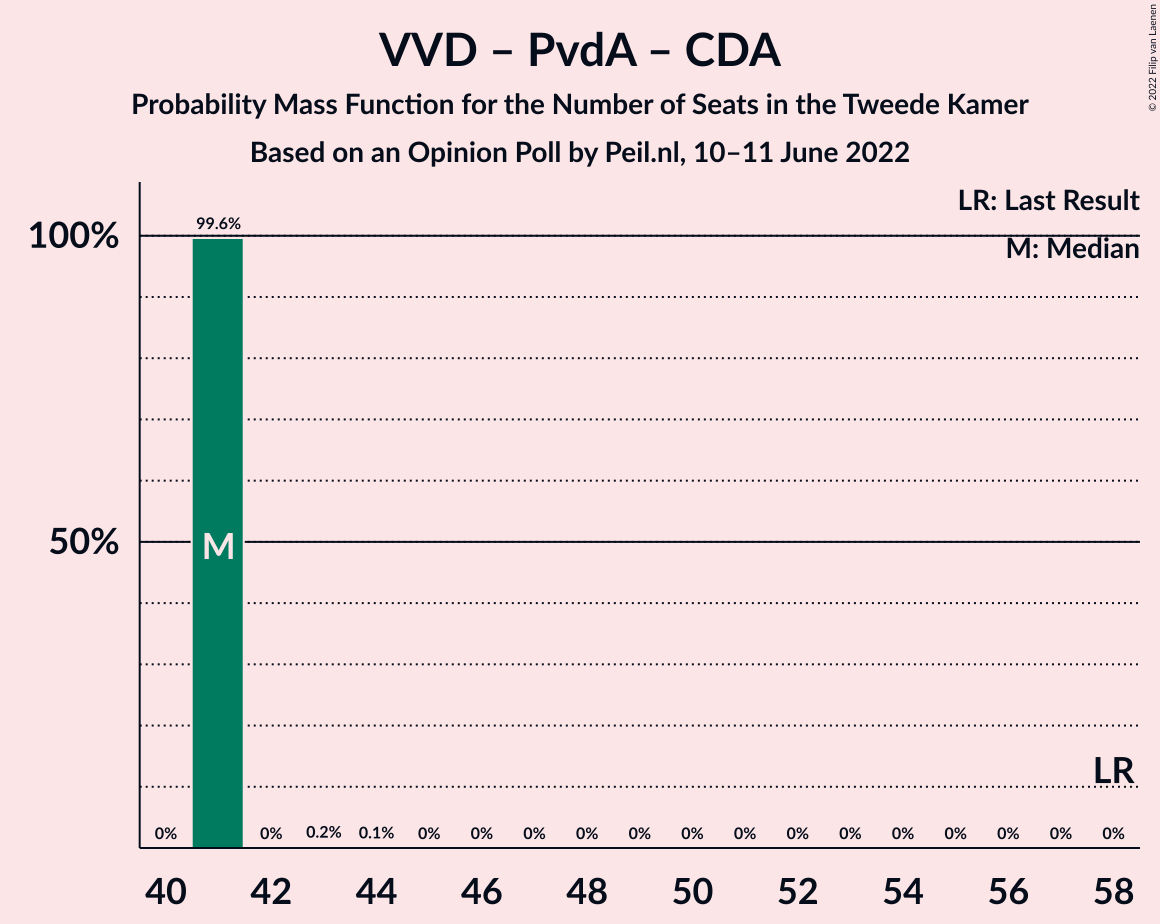 VVD – PvdA – CDA
Probability Mass Function for the Number of Seats in the Tweede Kamer
Based on an Opinion Poll by Peil.nl, 10–11 June 2022
© 2022 Filip van Laenen
LR: Last Result
M: Median
100%
50%
99.6%
M
LR
0% 0% 0.2% 0.1% 0% 0% 0% 0% 0% 0% 0% 0% 0% 0% 0% 0% 0% 0%
40 42 44 46 48 50 52 54 56 58